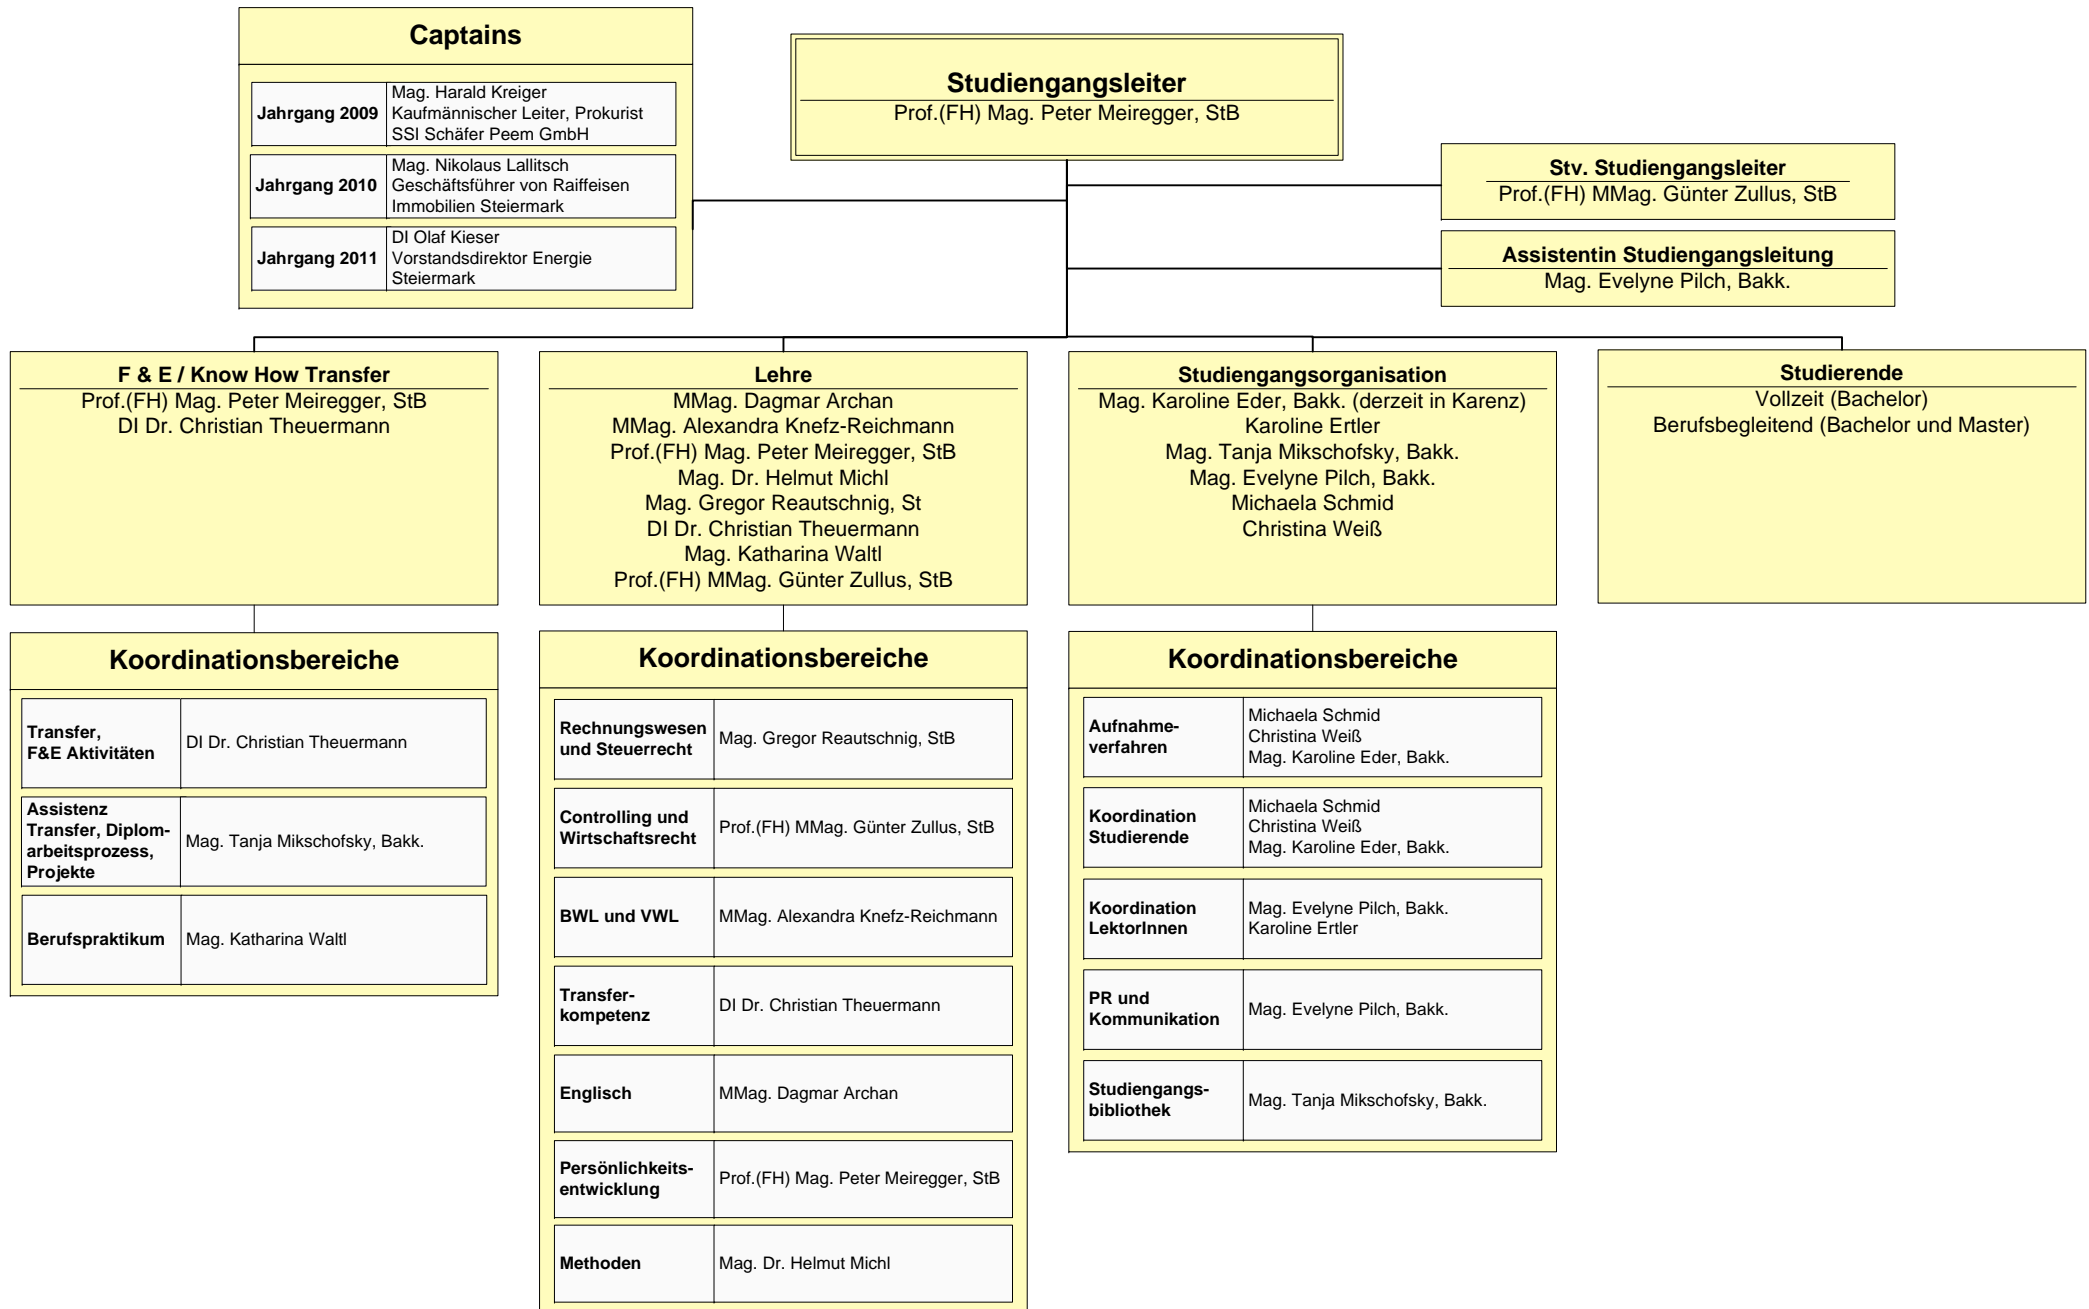 Captains
Jahrgang 2009
Mag. Harald Kreiger
Kaufmännischer Leiter, Prokurist
SSI Schäfer Peem GmbH
Jahrgang 2010
Mag. Nikolaus Lallitsch
Geschäftsführer von Raiffeisen
Immobilien Steiermark
Jahrgang 2011
DI Olaf Kieser
Vorstandsdirektor Energie
Steiermark
Studiengangsleiter
Prof.(FH) Mag. Peter Meiregger, StB
Stv. Studiengangsleiter
Prof.(FH) MMag. Günter Zullus, StB
Assistentin Studiengangsleitung
Mag. Evelyne Pilch, Bakk.
F & E / Know How Transfer
Prof.(FH) Mag. Peter Meiregger, StB
DI Dr. Christian Theuermann
Lehre
MMag. Dagmar Archan
MMag. Alexandra Knefz-Reichmann
Prof.(FH) Mag. Peter Meiregger, StB
Mag. Dr. Helmut Michl
Mag. Gregor Reautschnig, St
DI Dr. Christian Theuermann
Mag. Katharina Waltl
Prof.(FH) MMag. Günter Zullus, StB
Studiengangsorganisation
Mag. Karoline Eder, Bakk. (derzeit in Karenz)
Karoline Ertler
Mag. Tanja Mikschofsky, Bakk.
Mag. Evelyne Pilch, Bakk.
Michaela Schmid
Christina Weiß
Studierende
Vollzeit (Bachelor)
Berufsbegleitend (Bachelor und Master)
Koordinationsbereiche
Transfer,
F&E Aktivitäten
DI Dr. Christian Theuermann
Assistenz
Transfer, Diplom-
arbeitsprozess,
Projekte
Mag. Tanja Mikschofsky, Bakk.
Berufspraktikum
Mag. Katharina Waltl
Koordinationsbereiche
Rechnungswesen
und Steuerrecht
Mag. Gregor Reautschnig, StB
Controlling und
Wirtschaftsrecht
Prof.(FH) MMag. Günter Zullus, StB
BWL und VWL
MMag. Alexandra Knefz-Reichmann
Transfer-
kompetenz
DI Dr. Christian Theuermann
Englisch
MMag. Dagmar Archan
Persönlichkeits-
entwicklung
Prof.(FH) Mag. Peter Meiregger, StB
Methoden
Mag. Dr. Helmut Michl
Koordinationsbereiche
Aufnahme-
verfahren
Michaela Schmid
Christina Weiß
Mag. Karoline Eder, Bakk.
Koordination
Studierende
Michaela Schmid
Christina Weiß
Mag. Karoline Eder, Bakk.
Koordination
LektorInnen
Mag. Evelyne Pilch, Bakk.
Karoline Ertler
PR und
Kommunikation
Mag. Evelyne Pilch, Bakk.
Studiengangs-
bibliothek
Mag. Tanja Mikschofsky, Bakk.